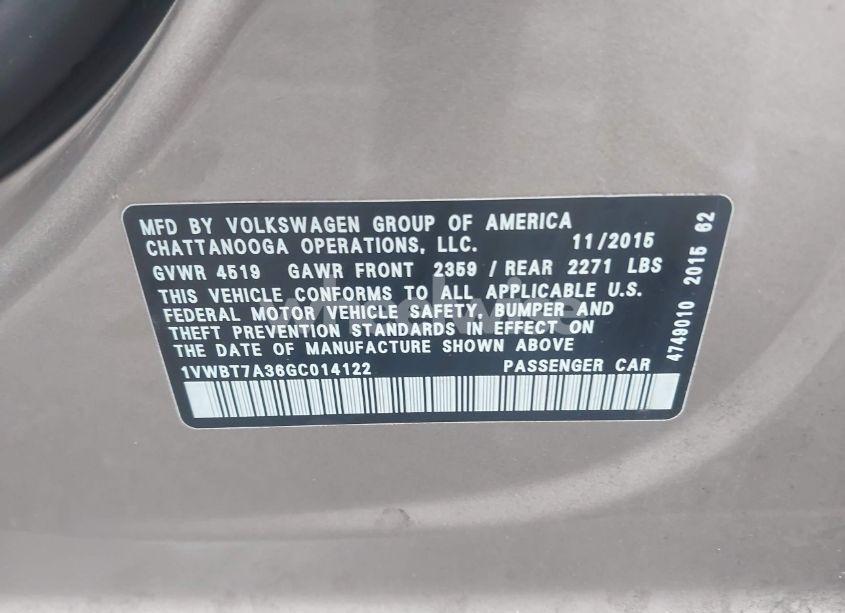 MFD BY VOLKSWAGEN GROUP OF AMERICA
CHATTANOOGA OPERATIONS, LLC. 11/2015
GVWR 4519 GAWR FRONT 2359 / REAR 2271 LBS
THIS VEHICLE CONFORMS TO ALL APPLICABLE U.S.
FEDERAL MOTOR VEHICLE SAFETY, BUMPER AND
THEFT PREVENTION STANDARDS IN EFFECT ON
THE DATE OF MANUFACTURE SHOWN ABOVE
1VWBT7A36GC014122 PASSENGER CAR
4749010 2015 62